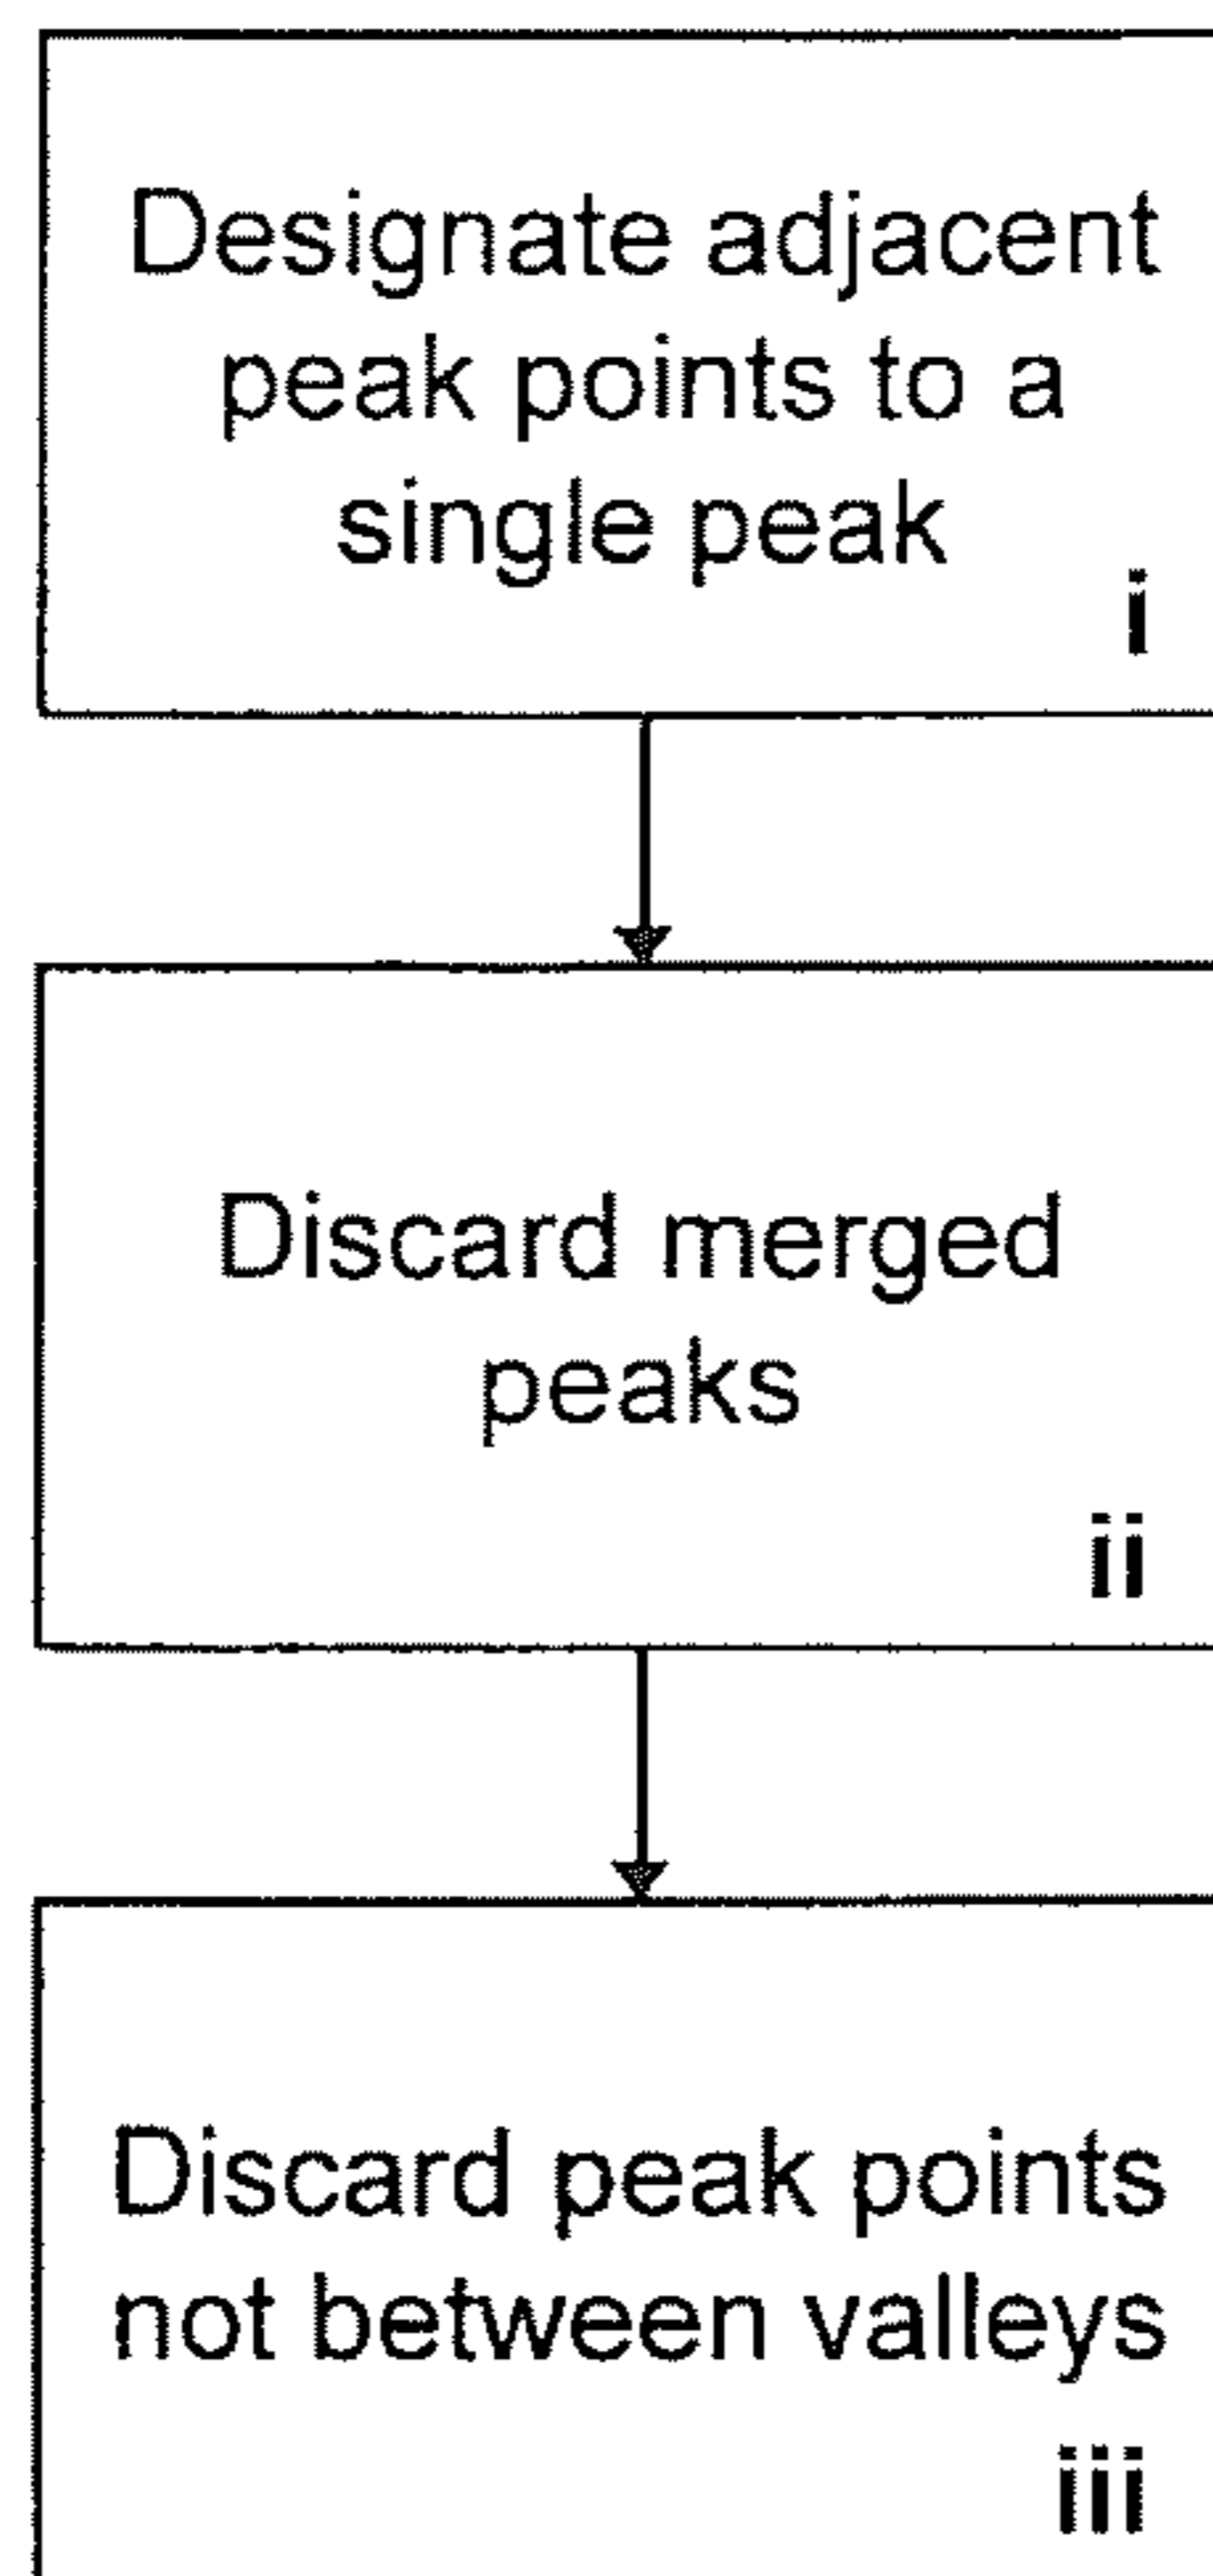 Designate adjacent
peak points to a
single peak
i
Discard merged
peaks
ii
Discard peak points
not between valleys
iii